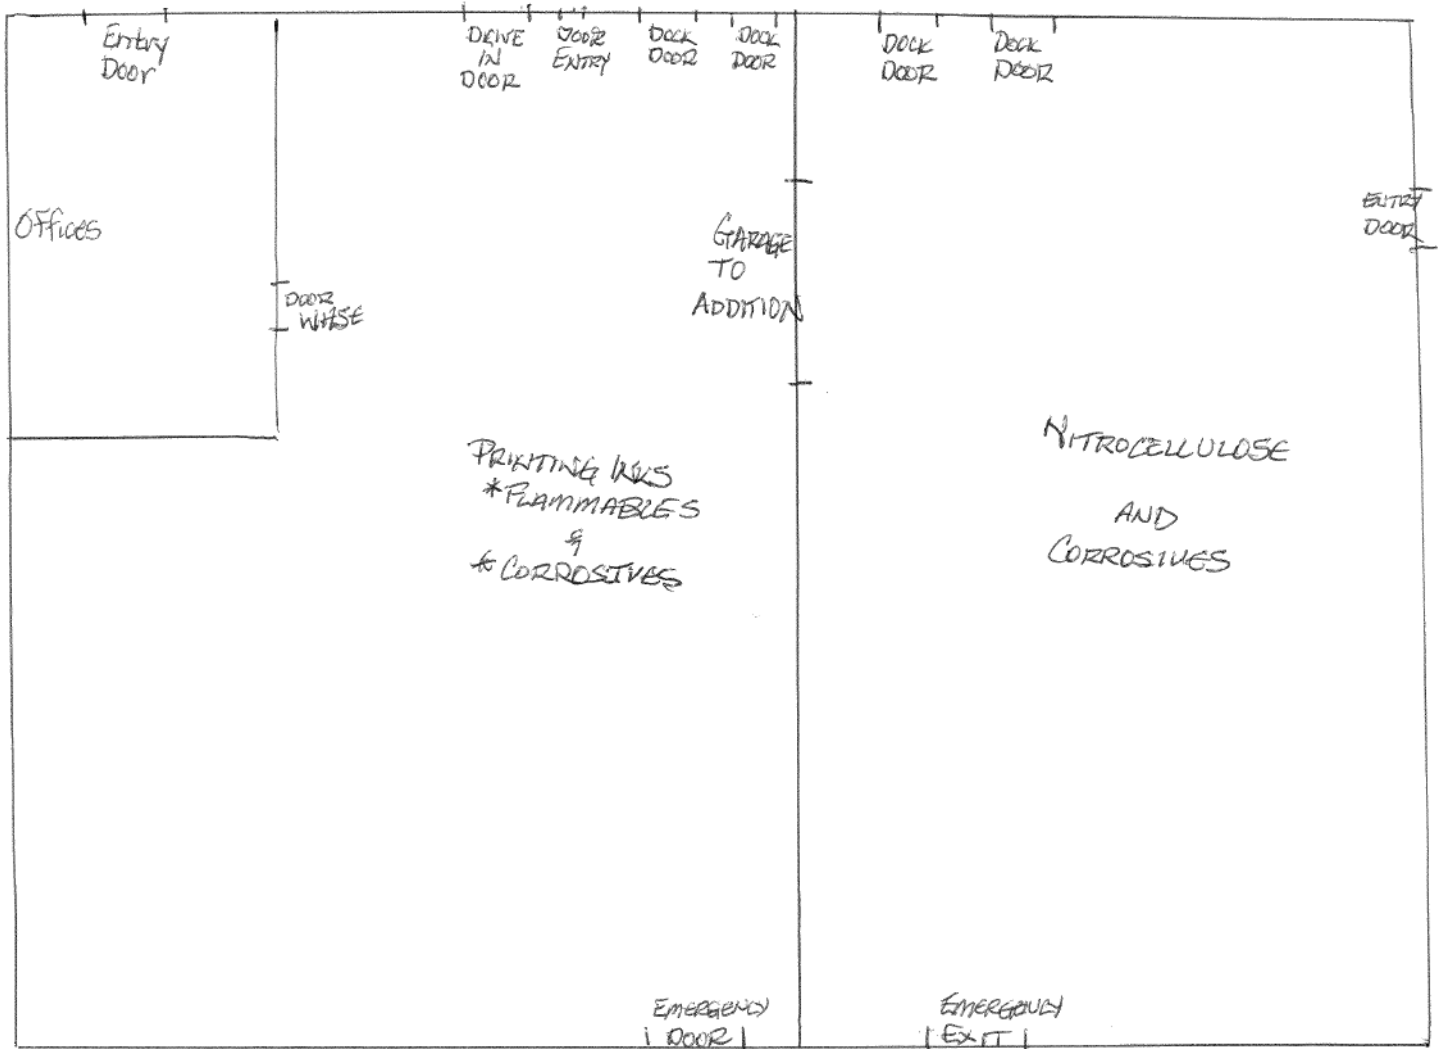 Entry
Door
DRIVE
IN
DOOR
DOOR
ENTRY
DOCK
DOOR
DOCK
DOOR
DOCK
DOOR
DOCK
DOOR
Offices
GARAGE
TO
ADDITION
ENTRY
DOOR
DOOR
WHSE
PRINTING INKS
*FLAMMABLES
&
*CORROSIVES
NITROCELLULOSE
AND
CORROSIVES
EMERGENCY
DOOR
EMERGENCY
EXIT